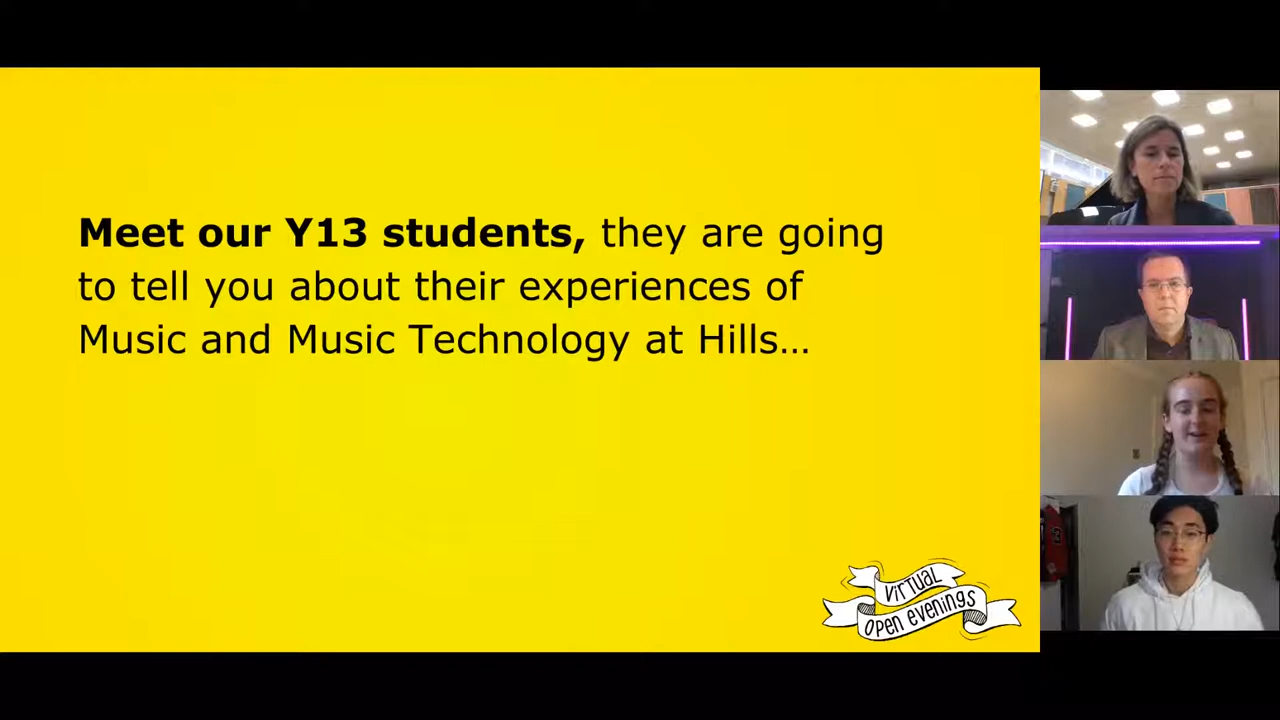 Meet our Y13 students, they are going
to tell you about their experiences of
Music and Music Technology at Hills…
VIRTUAL
OPEN EVENINGS